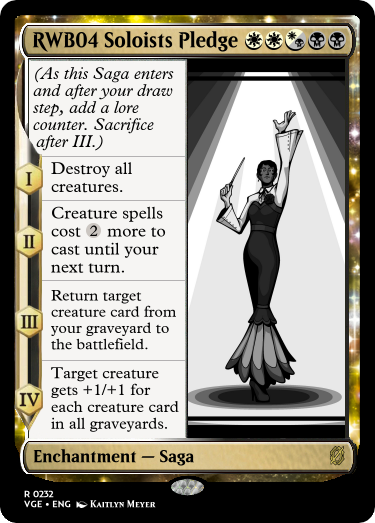 RWB04 Soloists Pledge
(As this Saga enters
and after your draw
step, add a lore
counter. Sacrifice
after III.)
I
Destroy all
creatures.
II
Creature spells
cost 2 more to
cast until your
next turn.
III
Return target
creature card from
your graveyard to
the battlefield.
IV
Target creature
gets +1/+1 for
each creature card
in all graveyards.
Enchantment — Saga
R 0232
VGE • ENG Kaitlyn Meyer